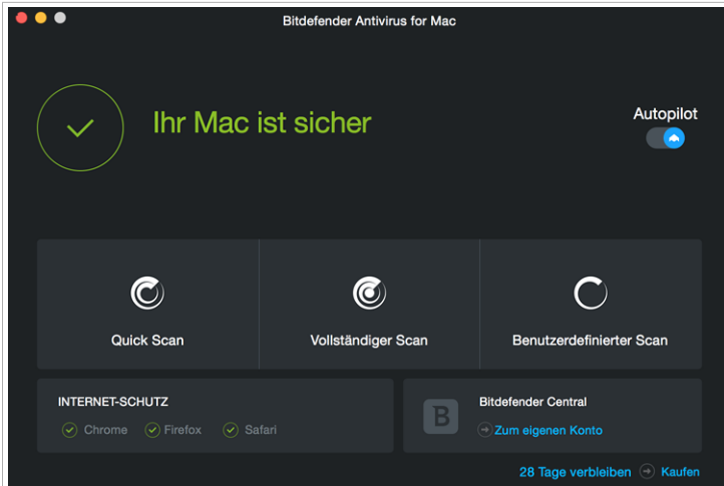 Bitdefender Antivirus for Mac
Ihr Mac ist sicher
Autopilot
Quick Scan
Vollständiger Scan
Benutzerdefinierter Scan
INTERNET-SCHUTZ
Chrome Firefox Safari
B
Bitdefender Central
Zum eigenen Konto
28 Tage verbleiben Kaufen